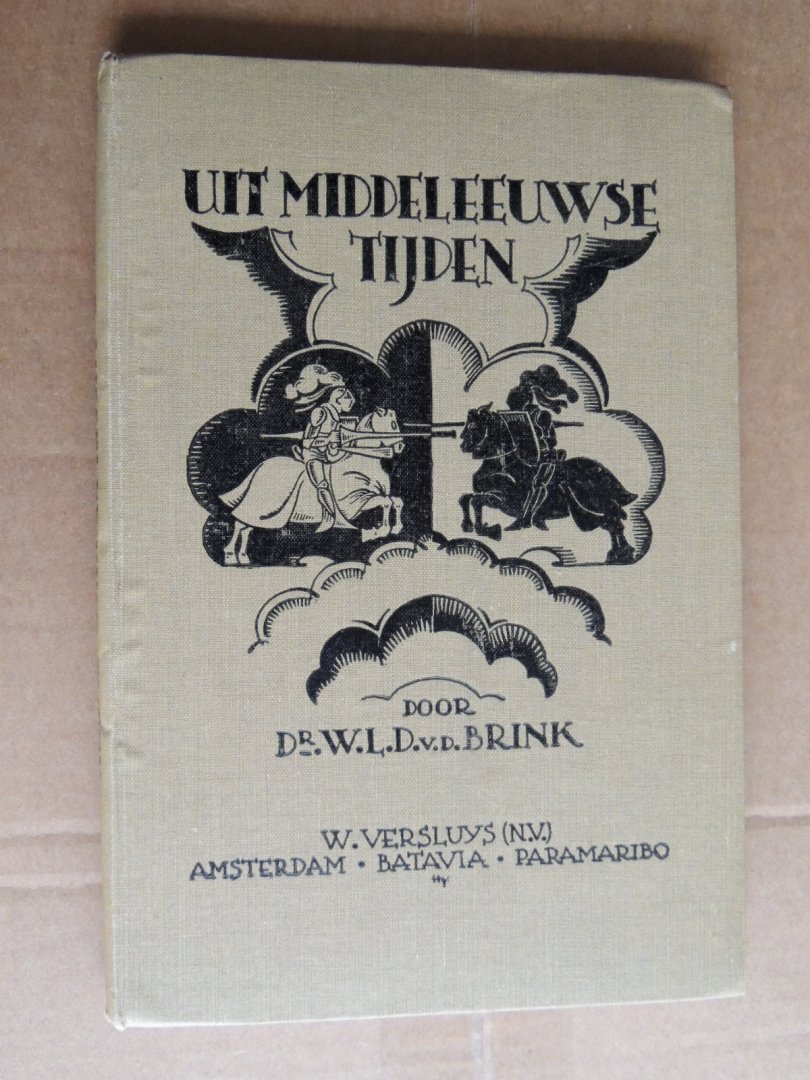 UIT MIDDELEEUWSE
TIJDEN
DOOR
DR. W. L. D. v. d. BRINK
W. VERSLUYS (N.V.)
AMSTERDAM • BATAVIA • PARAMARIBO